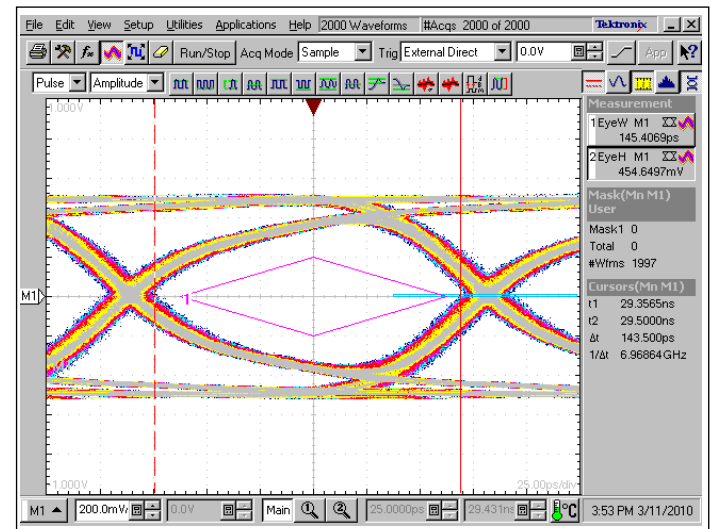 File Edit View Setup Utilities Applications Help 2000 Waveforms #Acqs 2000 of 2000 Tektronix
Run/Stop Acq Mode Sample Trig External Direct 0.0V App
Pulse Amplitude
1.000V
Measurement
1 EyeW M1
145.4069ps
2 EyeH M1
454.6497mV
Mask(Mn M1)
User
Mask1 0
Total 0
#Wfms 1997
Cursors(Mn M1)
t1 29.3565ns
t2 29.5000ns
Δt 143.500ps
1/Δt 6.96864GHz
M1
1
-1.000V
25.00ps/div
M1 200.0mV/ 0.0V Main 25.0000ps 29.431ns °C 3:53 PM 3/11/2010